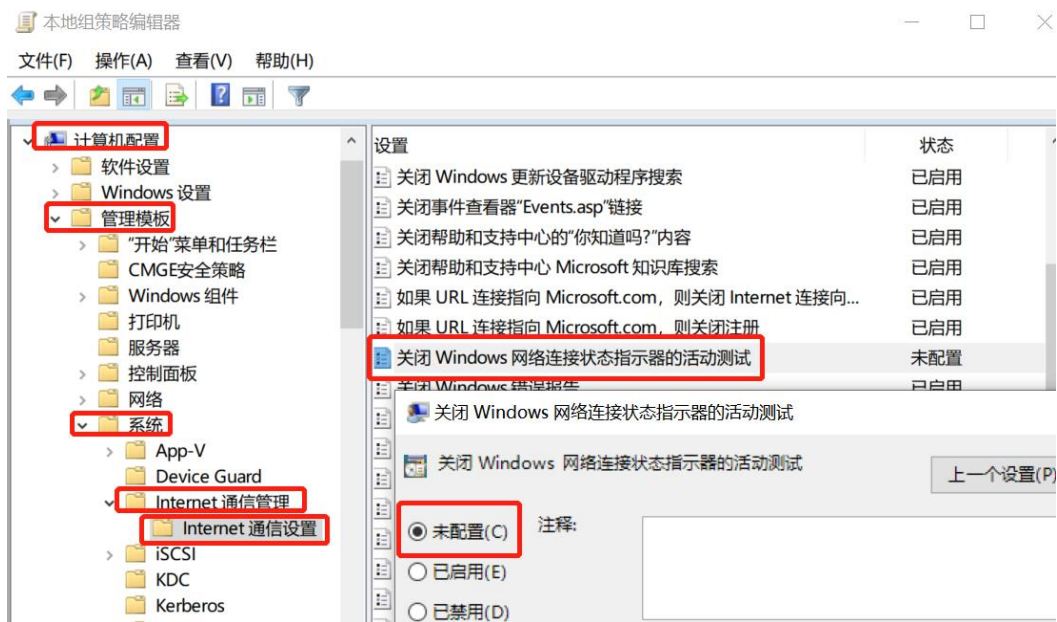 本地组策略编辑器
文件(F) 操作(A) 查看(V) 帮助(H)
计算机配置
软件设置
Windows 设置
管理模板
"开始"菜单和任务栏
CMGE安全策略
Windows 组件
打印机
服务器
控制面板
网络
系统
App-V
Device Guard
Internet 通信管理
Internet 通信设置
iSCSI
KDC
Kerberos
设置 状态
关闭 Windows 更新设备驱动程序搜索 已启用
关闭事件查看器"Events.asp"链接 已启用
关闭帮助和支持中心的"你知道吗?"内容 已启用
关闭帮助和支持中心 Microsoft 知识库搜索 已启用
如果 URL 连接指向 Microsoft.com，则关闭 Internet 连接向... 已启用
如果 URL 连接指向 Microsoft.com，则关闭注册 已启用
关闭 Windows 网络连接状态指示器的活动测试 未配置
关闭 Windows 错误报告 已启用
关闭 Windows 网络连接状态指示器的活动测试
关闭 Windows 网络连接状态指示器的活动测试
上一个设置(P)
未配置(C) 注释:
已启用(E)
已禁用(D)